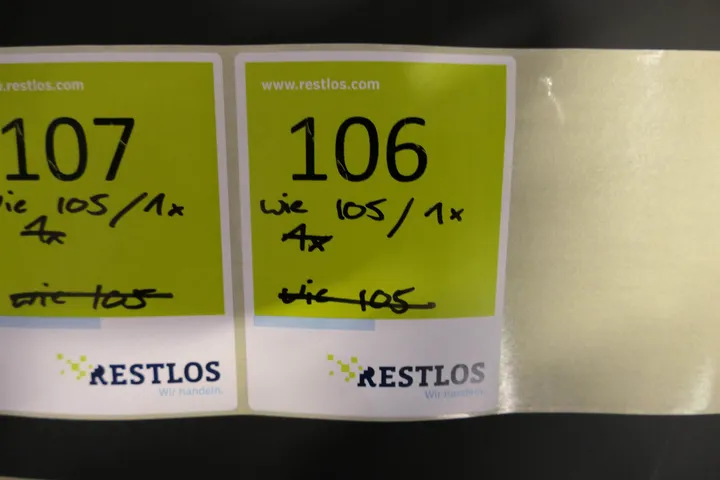 www.restlos.com
107
wie 105/1x
4x
wie 105
RESTLOS
Wir handeln.
www.restlos.com
106
wie 105/1x
4x
wie 105
RESTLOS
Wir handeln.